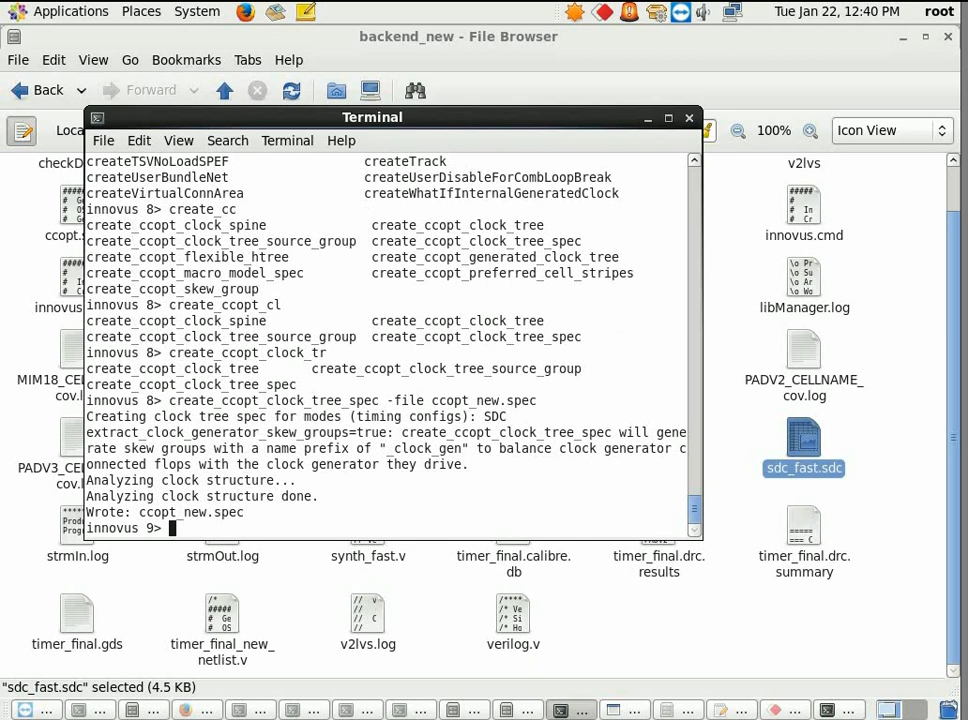 Applications Places System Tue Jan 22, 12:40 PM root
backend_new - File Browser
File Edit View Go Bookmarks Tabs Help
Back Forward
Loca 100% Icon View
Terminal
File Edit View Search Terminal Help
createTSVNoLoadSPEF createTrack
createUserBundleNet createUserDisableForCombLoopBreak
createVirtualConnArea createWhatIfInternalGeneratedClock
innovus 8> create_cc
create_ccopt_clock_spine create_ccopt_clock_tree
create_ccopt_clock_tree_source_group create_ccopt_clock_tree_spec
create_ccopt_flexible_htree create_ccopt_generated_clock_tree
create_ccopt_macro_model_spec create_ccopt_preferred_cell_stripes
create_ccopt_skew_group
innovus 8> create_ccopt_cl
create_ccopt_clock_spine create_ccopt_clock_tree
create_ccopt_clock_tree_source_group create_ccopt_clock_tree_spec
innovus 8> create_ccopt_clock_tr
create_ccopt_clock_tree create_ccopt_clock_tree_source_group
create_ccopt_clock_tree_spec
innovus 8> create_ccopt_clock_tree_spec -file ccopt_new.spec
Creating clock tree spec for modes (timing configs): SDC
extract_clock_generator_skew_groups=true: create_ccopt_clock_tree_spec will gene
rate skew groups with a name prefix of "_clock_gen" to balance clock generator c
onnected flops with the clock generator they drive.
Analyzing clock structure...
Analyzing clock structure done.
Wrote: ccopt_new.spec
innovus 9>
checkD
v2lvs
ccopt.s
innovus.cmd
innovus
libManager.log
MIM18_CEL
cov.l
PADV2_CELLNAME_
cov.log
PADV3_CEL
cov.l
sdc_fast.sdc
strmIn.log
strmOut.log
synth_fast.v
timer_final.calibre.
db
timer_final.drc.
results
timer_final.drc.
summary
timer_final.gds
timer_final_new_
netlist.v
v2lvs.log
verilog.v
"sdc_fast.sdc" selected (4.5 KB)